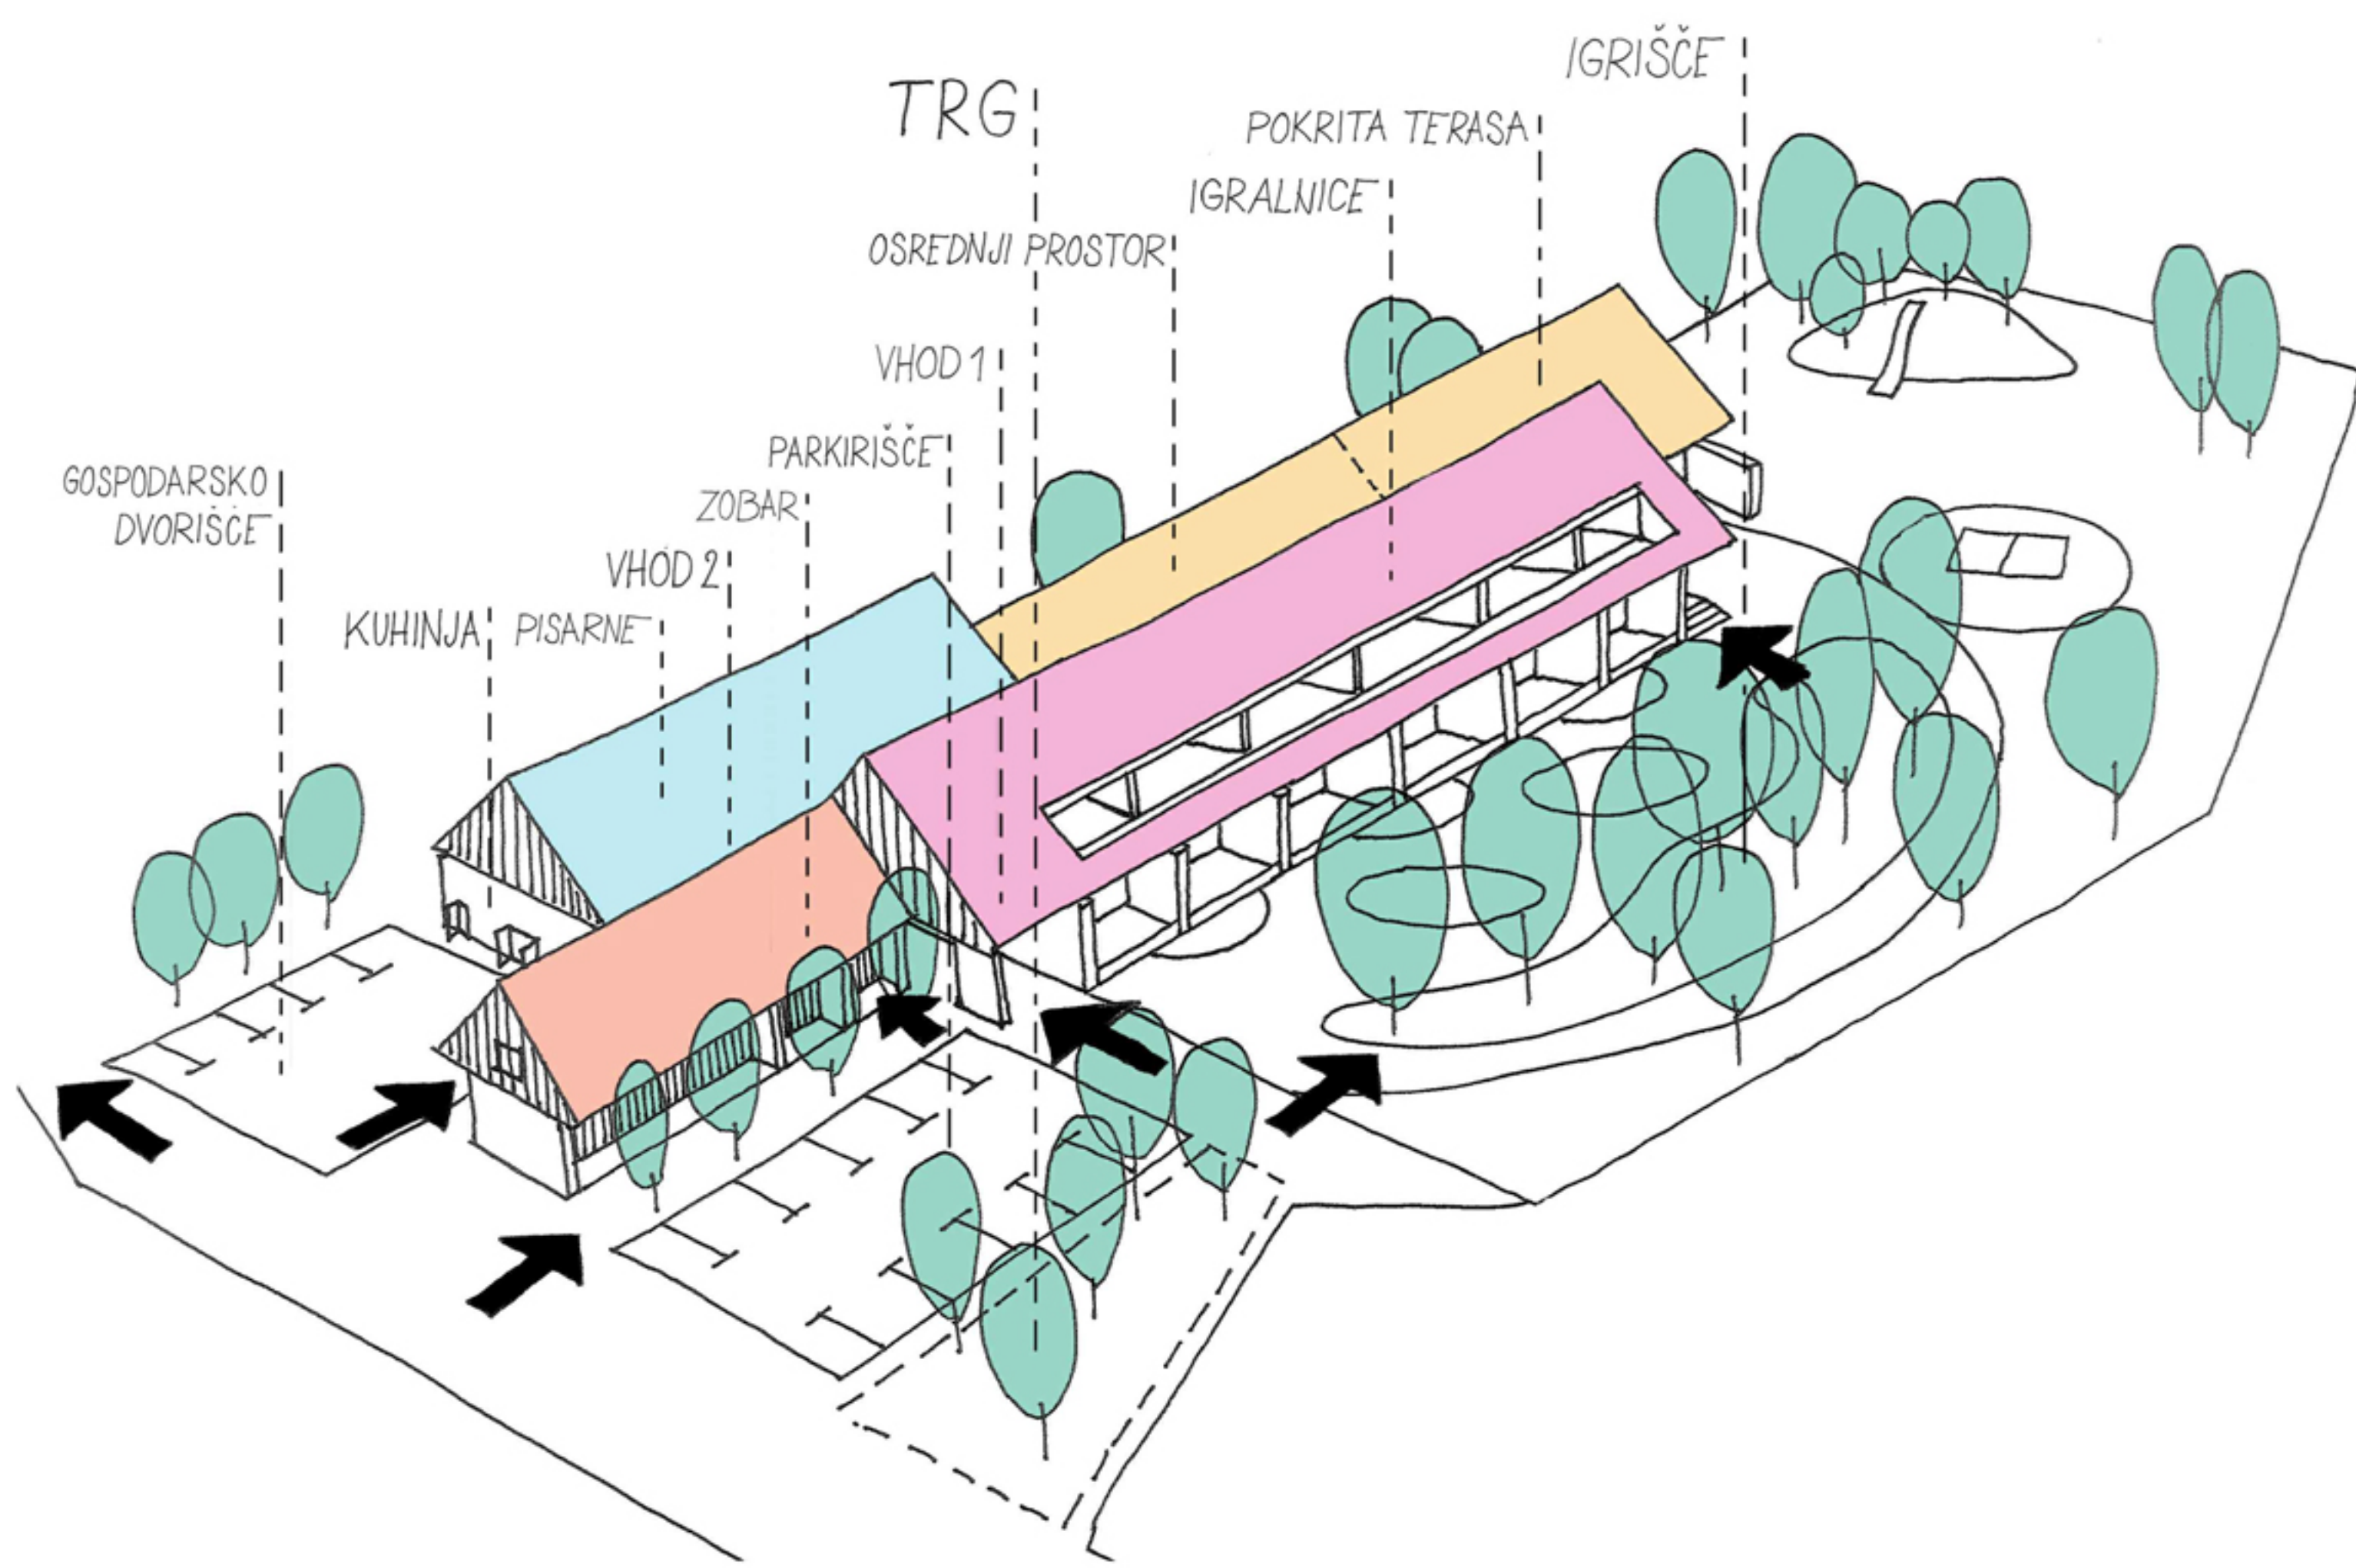 IGRIŠČE
TRG
POKRITA TERASA
IGRALNICE
OSREDNJI PROSTOR
VHOD 1
PARKIRIŠČE
GOSPODARSKO
DVORIŠČE
ZOBAR
VHOD 2
KUHINJA
PISARNE